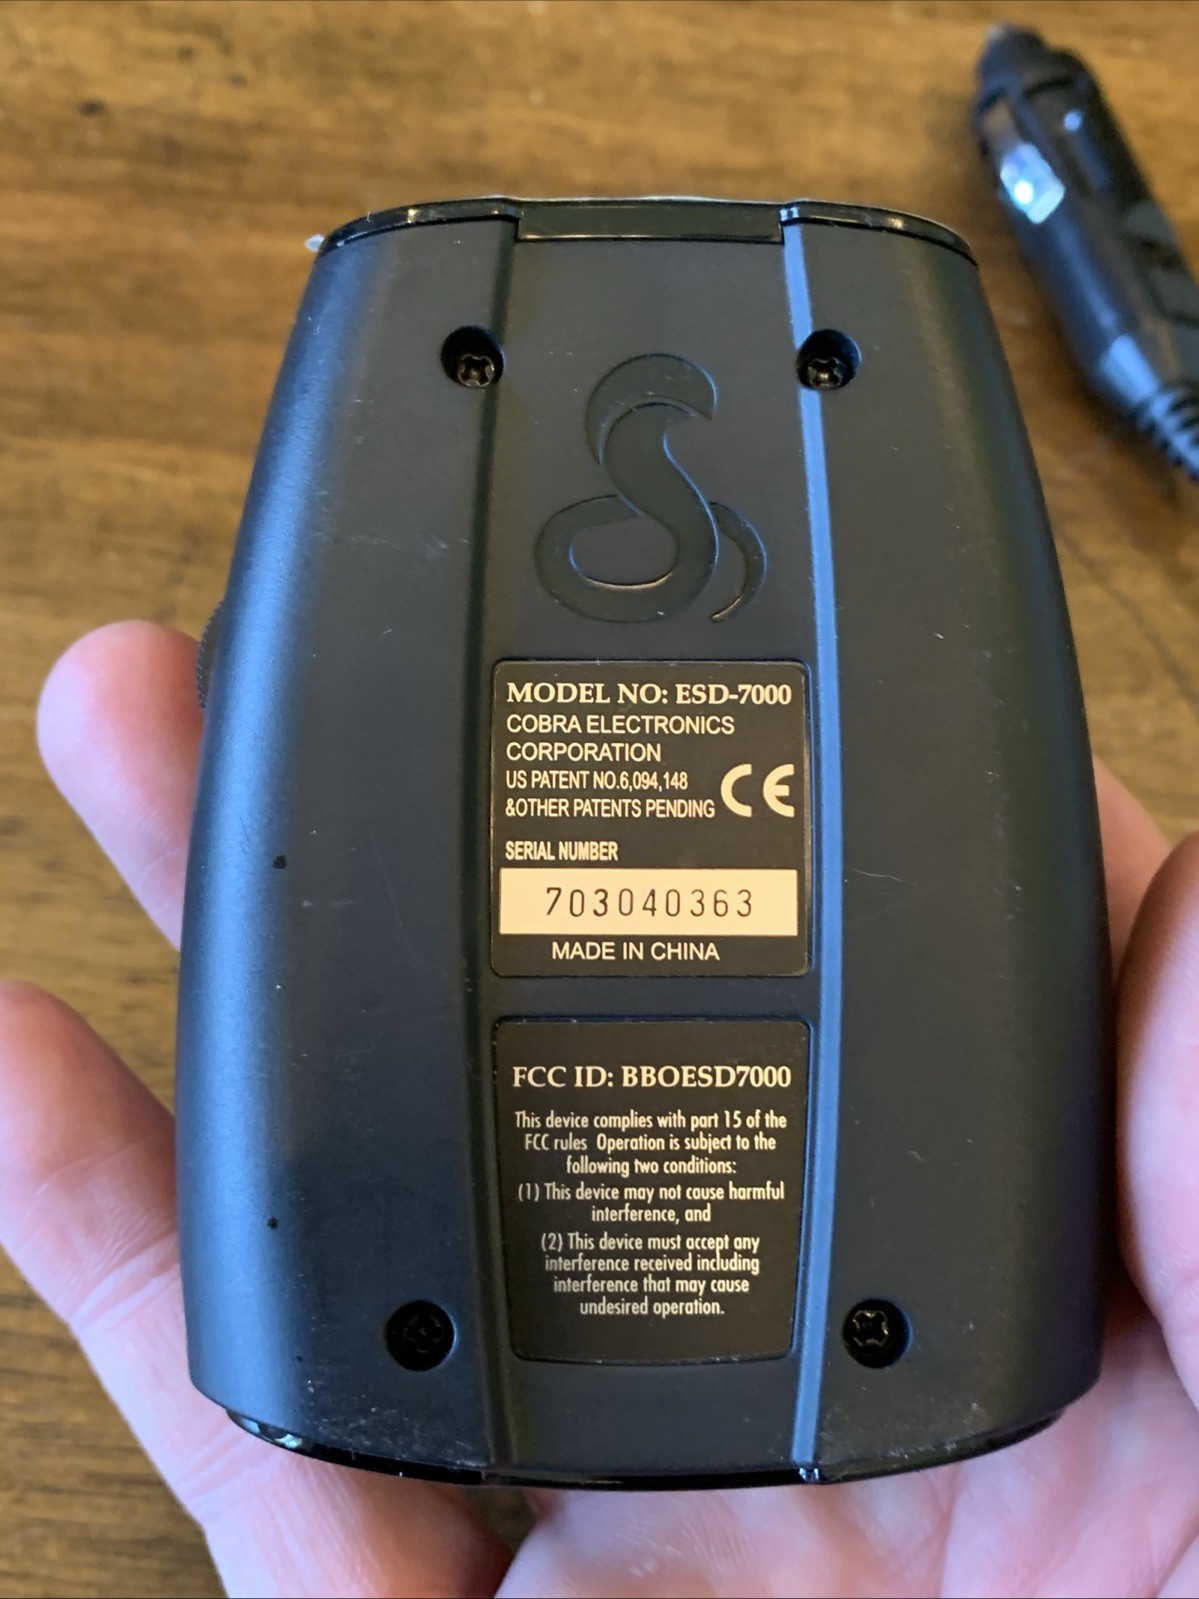 MODEL NO: ESD-7000
COBRA ELECTRONICS
CORPORATION
US PATENT NO.6,094,148
&OTHER PATENTS PENDING
CE
SERIAL NUMBER
703040363
MADE IN CHINA
FCC ID: BBOESD7000
This device complies with part 15 of the
FCC rules Operation is subject to the
following two conditions:
(1) This device may not cause harmful
interference, and
(2) This device must accept any
interference received including
interference that may cause
undesired operation.